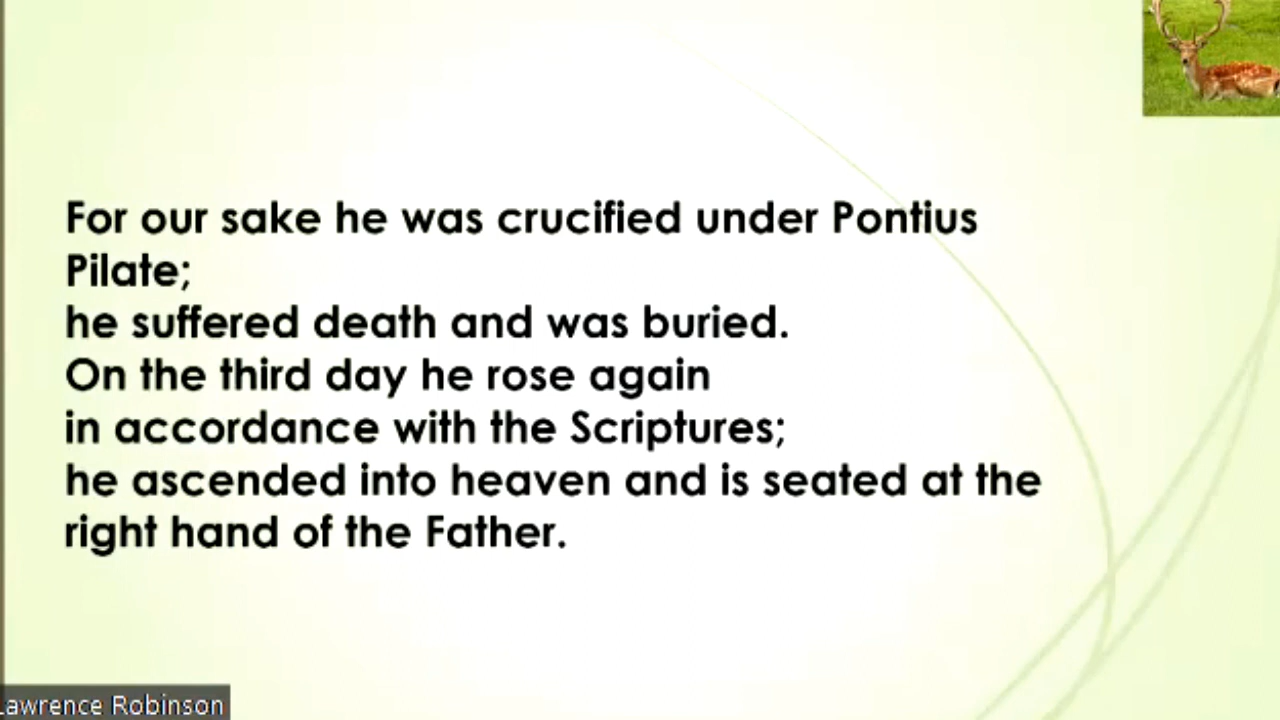 For our sake he was crucified under Pontius
Pilate;
he suffered death and was buried.
On the third day he rose again
in accordance with the Scriptures;
he ascended into heaven and is seated at the
right hand of the Father.
Lawrence Robinson